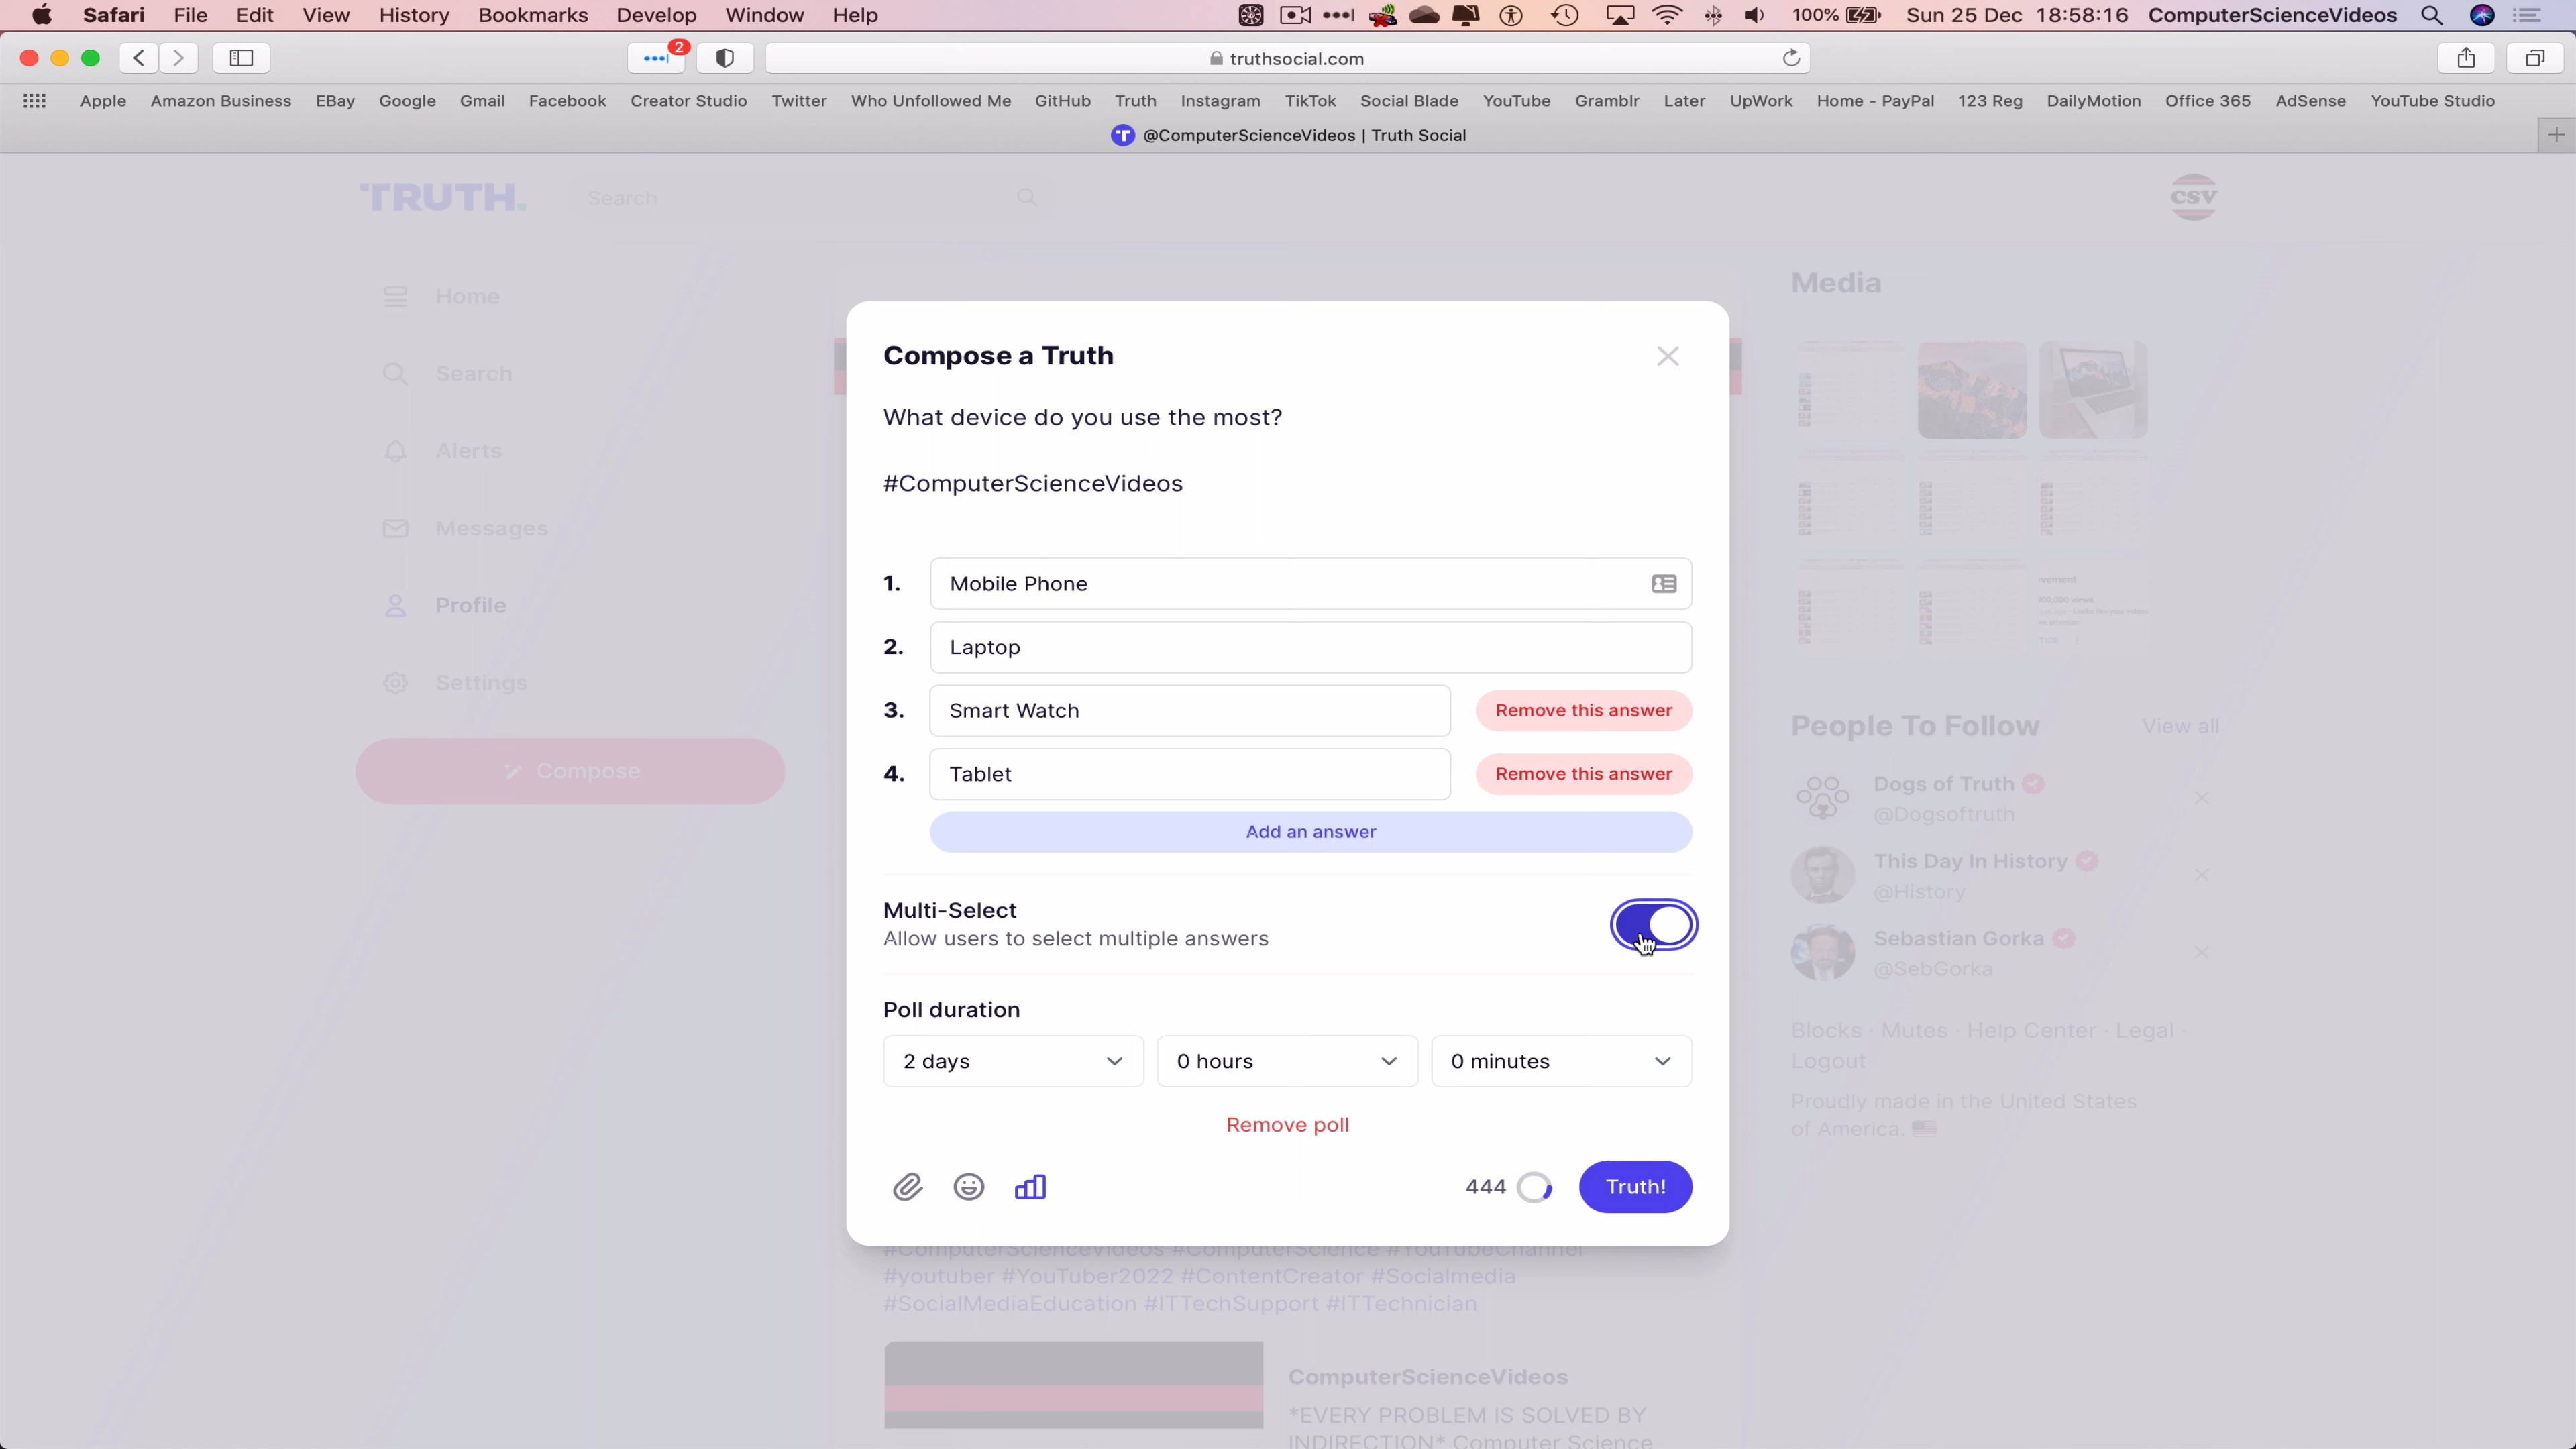 Safari File Edit View History Bookmarks Develop Window Help 100% Sun 25 Dec 18:58:16 ComputerScienceVideos
2
truthsocial.com
Apple Amazon Business EBay Google Gmail Facebook Creator Studio Twitter Who Unfollowed Me GitHub Truth Instagram TikTok Social Blade YouTube Gramblr Later UpWork Home - PayPal 123 Reg DailyMotion Office 365 AdSense YouTube Studio
@ComputerScienceVideos | Truth Social
TRUTH.
Search
CSV
Home
Search
Alerts
Messages
Profile
Settings
Compose
Compose a Truth
What device do you use the most?
#ComputerScienceVideos
1. Mobile Phone
2. Laptop
3. Smart Watch Remove this answer
4. Tablet Remove this answer
Add an answer
Multi-Select
Allow users to select multiple answers
Poll duration
2 days 0 hours 0 minutes
Remove poll
444 Truth!
#ComputerScienceVideos #ComputerScience #YouTubeChannel
#youtuber #YouTuber2022 #ContentCreator #Socialmedia
#SocialMediaEducation #ITTechSupport #ITTechnician
ComputerScienceVideos
*EVERY PROBLEM IS SOLVED BY
INDIRECTION* Computer Science
Media
People To Follow View all
Dogs of Truth
@Dogsoftruth
This Day In History
@History
Sebastian Gorka
@SebGorka
Blocks · Mutes · Help Center · Legal ·
Logout
Proudly made in the United States
of America.